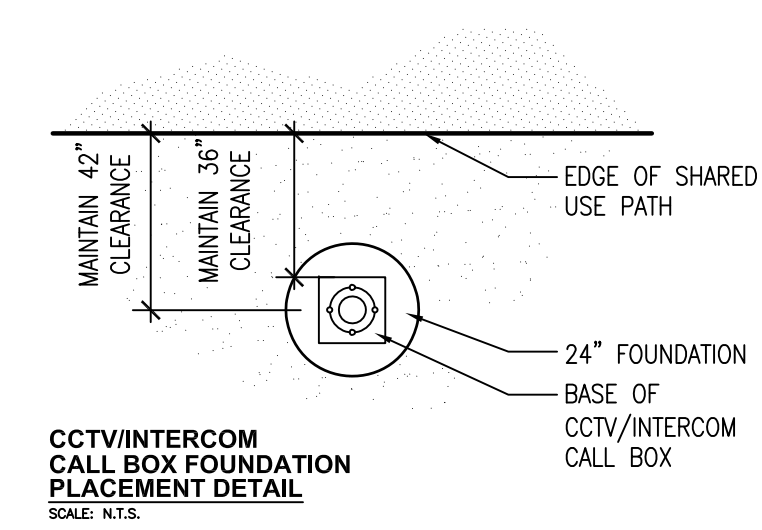 MAINTAIN 42"
CLEARANCE
MAINTAIN 36"
CLEARANCE
EDGE OF SHARED
USE PATH
24" FOUNDATION
BASE OF
CCTV/INTERCOM
CALL BOX
CCTV/INTERCOM
CALL BOX FOUNDATION
PLACEMENT DETAIL
SCALE: N.T.S.